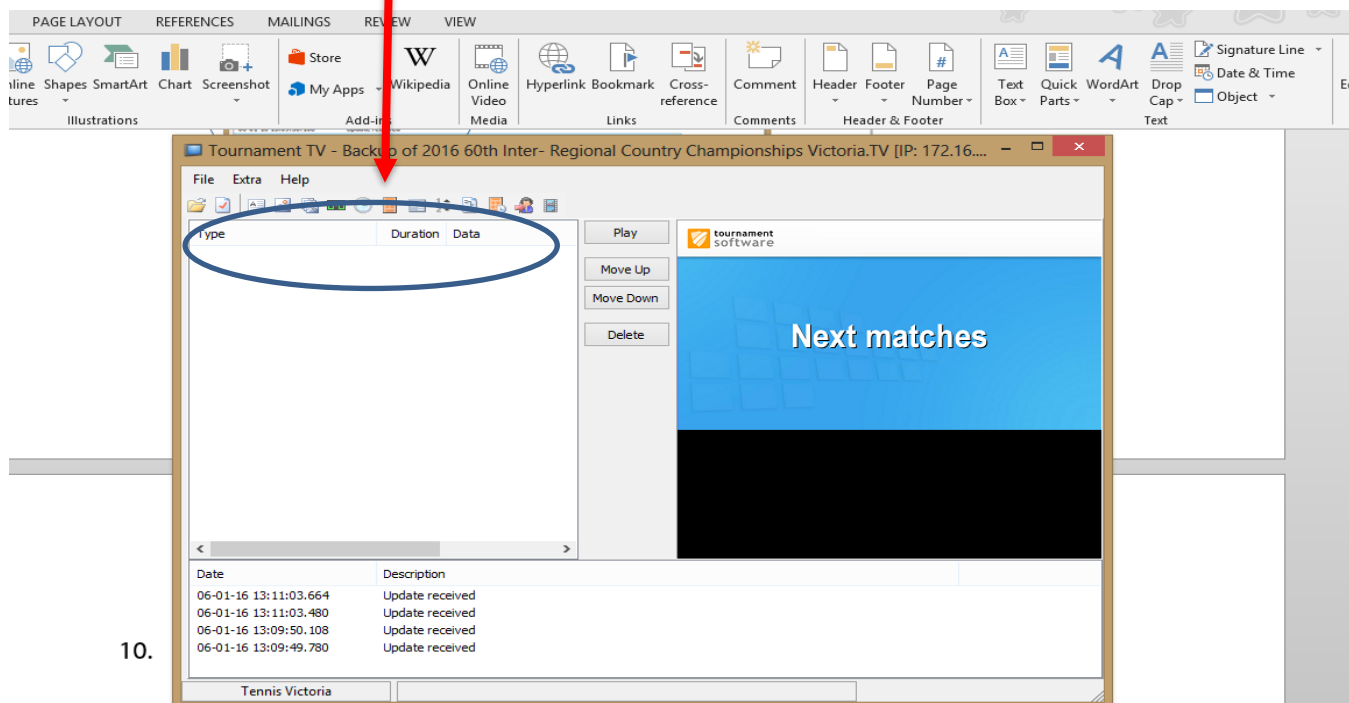 PAGE LAYOUT REFERENCES MAILINGS REVIEW VIEW
Shapes SmartArt Chart Screenshot
Store
My Apps
Wikipedia
Online Video
Hyperlink Bookmark Cross-reference
Comment
Header Footer Page Number
Text Box Quick Parts WordArt Drop Cap
Signature Line
Date & Time
Object
Illustrations Add-ins Media Links Comments Header & Footer Text
Tournament TV - Backup of 2016 60th Inter- Regional Country Championships Victoria.TV [IP: 172.16....
File Extra Help
Type Duration Data
Play
Move Up
Move Down
Delete
tournament
software
Next matches
Date Description
06-01-16 13:11:03.664 Update received
06-01-16 13:11:03.480 Update received
06-01-16 13:09:50.108 Update received
06-01-16 13:09:49.780 Update received
10.
Tennis Victoria